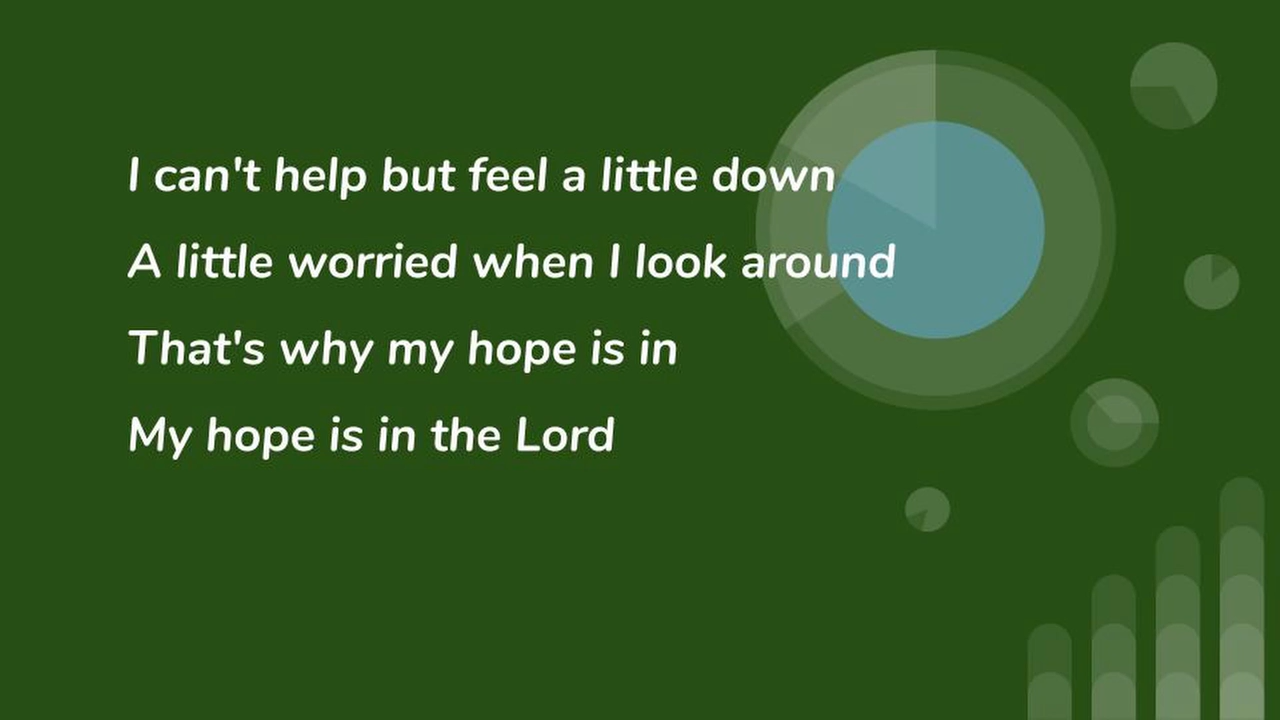 I can't help but feel a little down
A little worried when I look around
That's why my hope is in
My hope is in the Lord